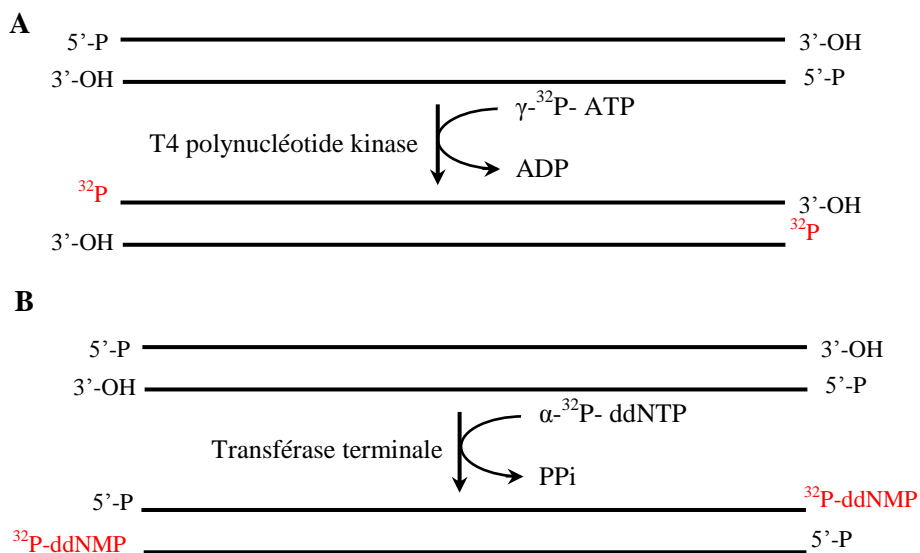 A
5’-P 3’-OH
3’-OH 5’-P
γ-³²P- ATP
T4 polynucléotide kinase
ADP
³²P 3’-OH
3’-OH ³²P
B
5’-P 3’-OH
3’-OH 5’-P
α-³²P- ddNTP
Transférase terminale
PPi
5’-P ³²P-ddNMP
³²P-ddNMP 5’-P